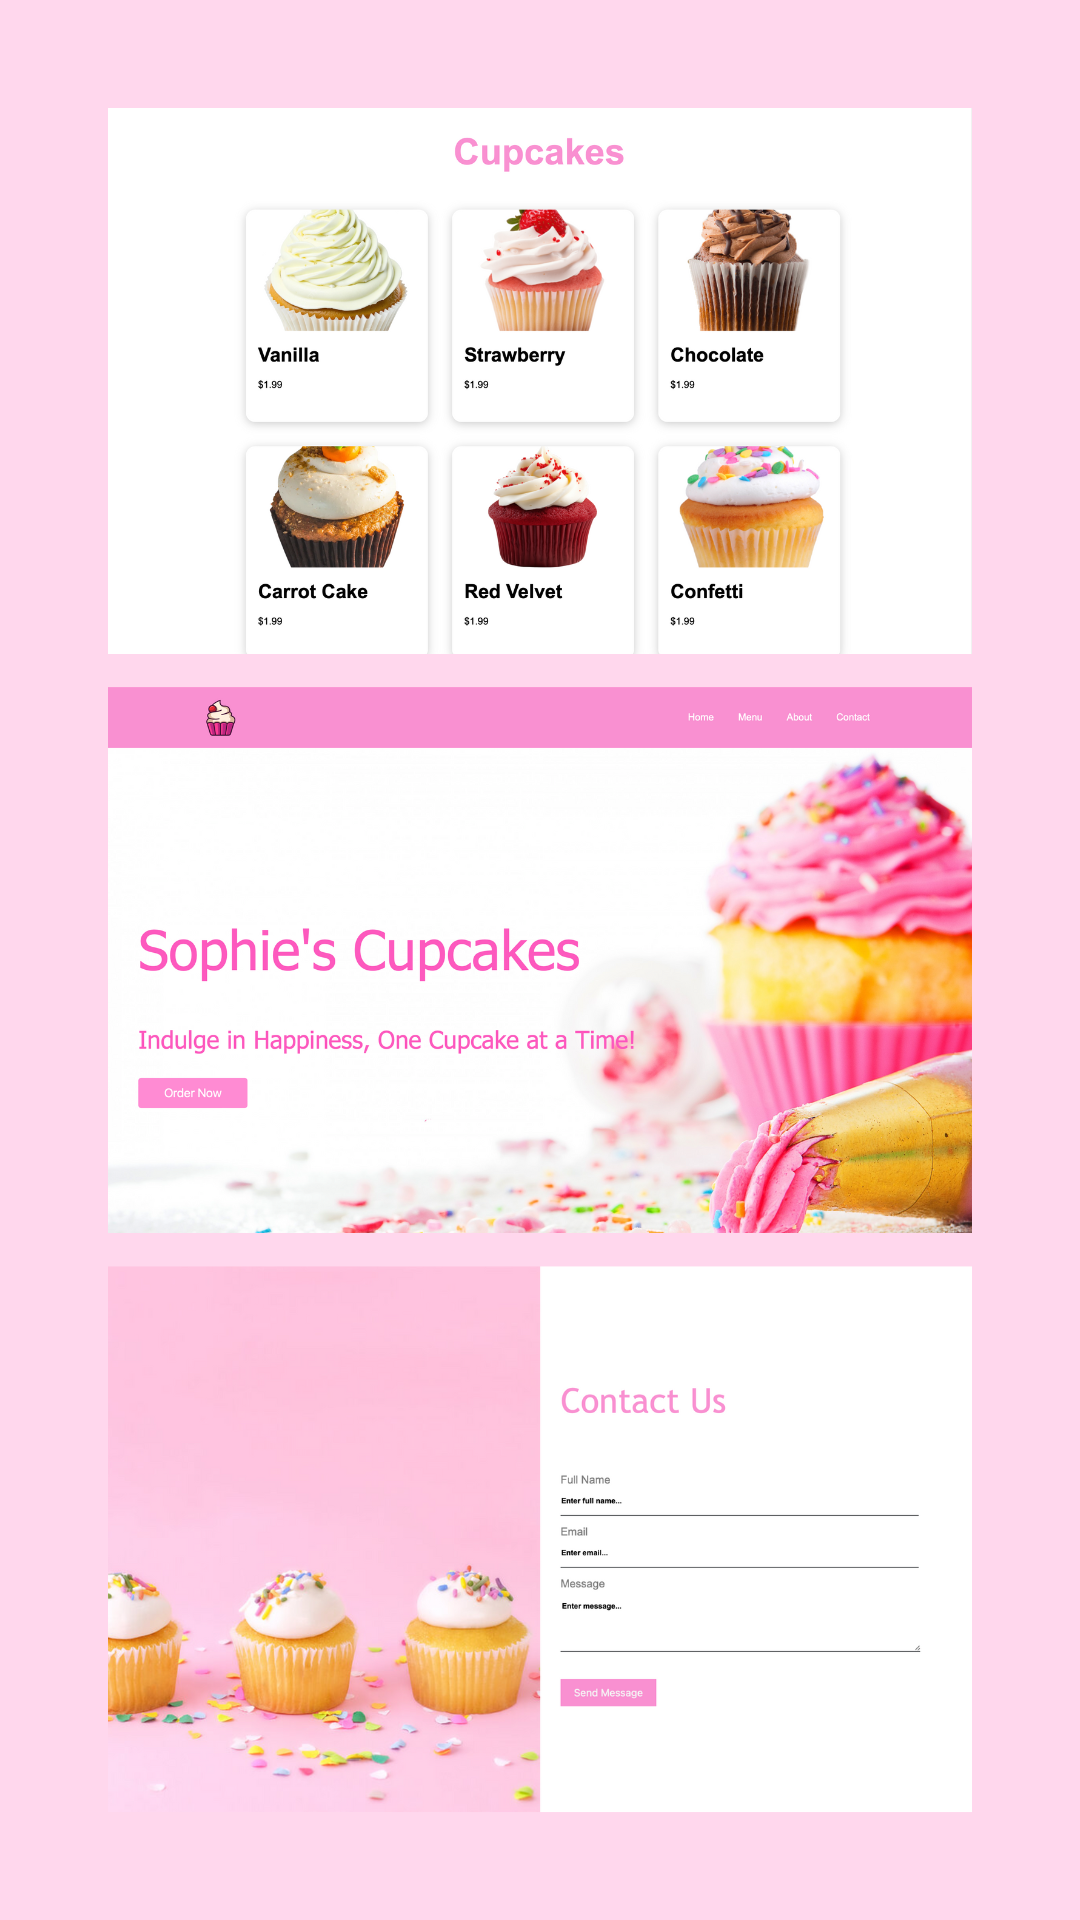 Cupcakes
Vanilla
$1.99
Strawberry
$1.99
Chocolate
$1.99
Carrot Cake
$1.99
Red Velvet
$1.99
Confetti
$1.99
Home Menu About Contact
Sophie's Cupcakes
Indulge in Happiness, One Cupcake at a Time!
Order Now
Contact Us
Full Name
Enter full name...
Email
Enter email...
Message
Enter message...
Send Message